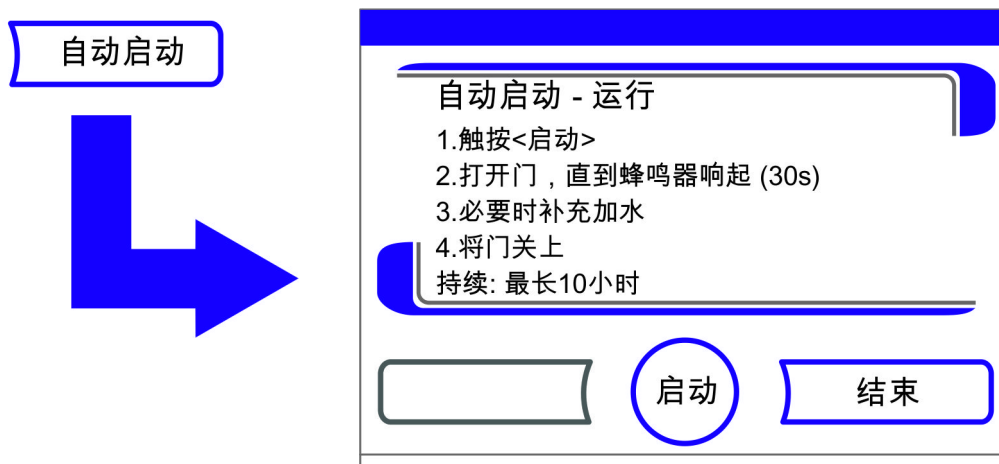 自动启动
自动启动 - 运行
1.触按<启动>
2.打开门，直到蜂鸣器响起 (30s)
3.必要时补充加水
4.将门关上
持续: 最长10小时
启动
结束